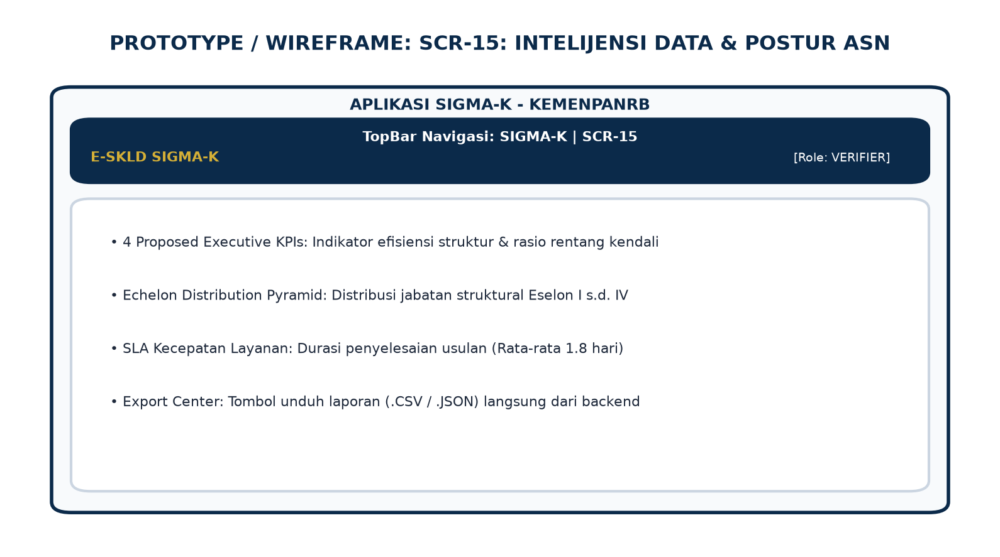 PROTOTYPE / WIREFRAME: SCR-15: INTELIJENSI DATA & POSTUR ASN
APLIKASI SIGMA-K - KEMENPANRB
TopBar Navigasi: SIGMA-K | SCR-15
E-SKLD SIGMA-K
[Role: VERIFIER]
• 4 Proposed Executive KPIs: Indikator efisiensi struktur & rasio rentang kendali
• Echelon Distribution Pyramid: Distribusi jabatan struktural Eselon I s.d. IV
• SLA Kecepatan Layanan: Durasi penyelesaian usulan (Rata-rata 1.8 hari)
• Export Center: Tombol unduh laporan (.CSV / .JSON) langsung dari backend